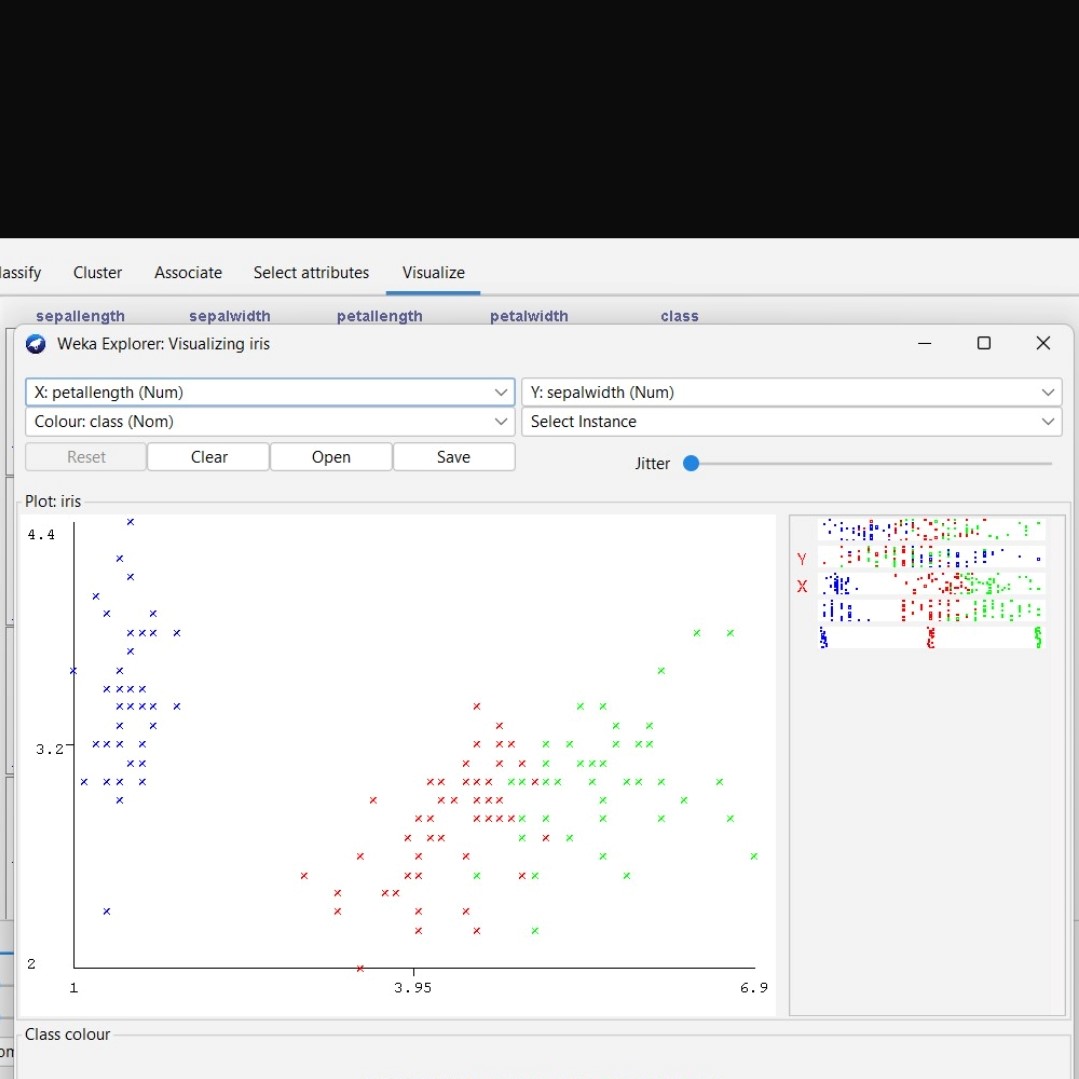 lassify Cluster Associate Select attributes Visualize
sepallength sepalwidth petallength petalwidth class
Weka Explorer: Visualizing iris
X: petallength (Num) Y: sepalwidth (Num)
Colour: class (Nom) Select Instance
Reset Clear Open Save Jitter
Plot: iris
4.4
Y
X
3.2
2
1 3.95 6.9
Class colour
om